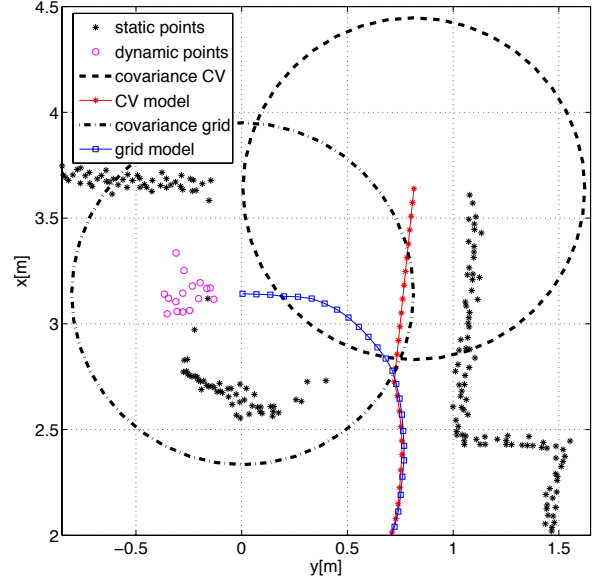 4.5
static points
dynamic points
covariance CV
CV model
covariance grid
grid model
4
3.5
x[m]
3
2.5
2
−0.5 0 0.5 1 1.5
y[m]